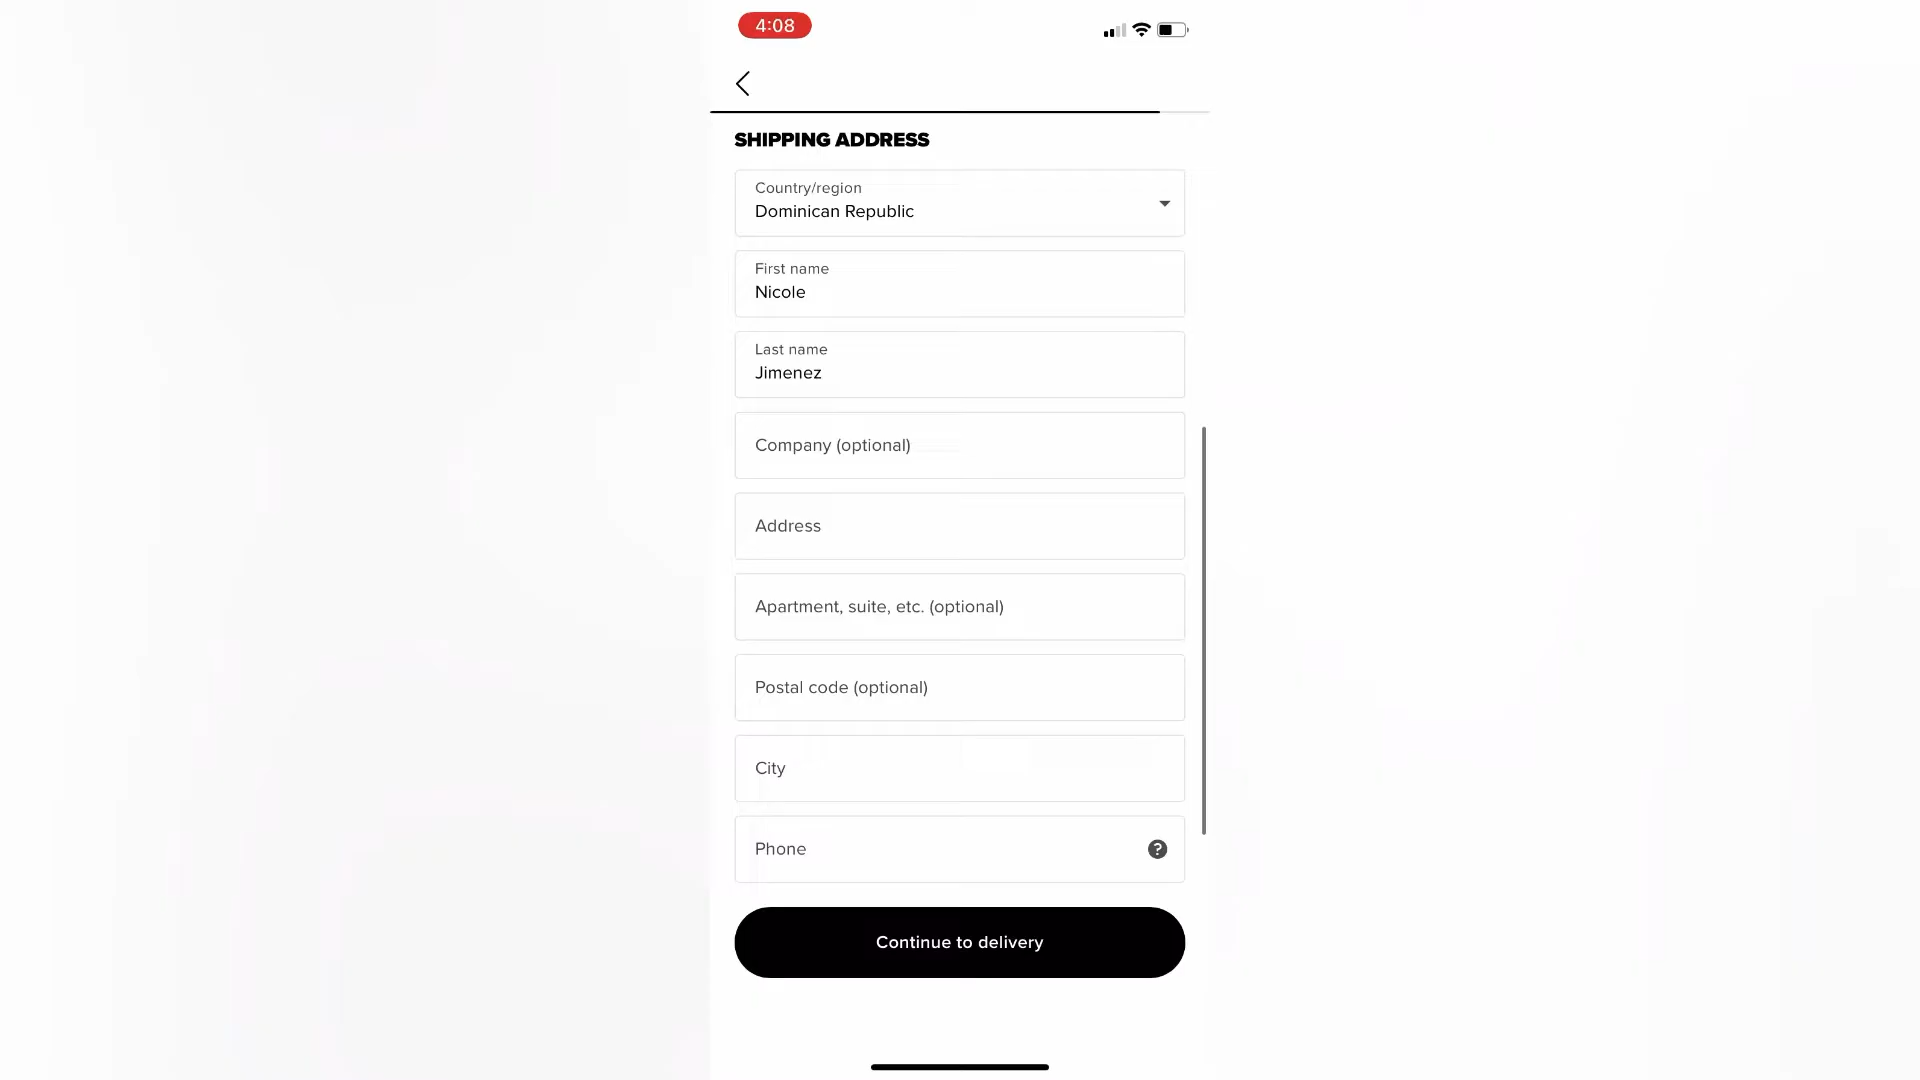 4:08
SHIPPING ADDRESS
Country/region
Dominican Republic
First name
Nicole
Last name
Jimenez
Company (optional)
Address
Apartment, suite, etc. (optional)
Postal code (optional)
City
Phone
?
Continue to delivery